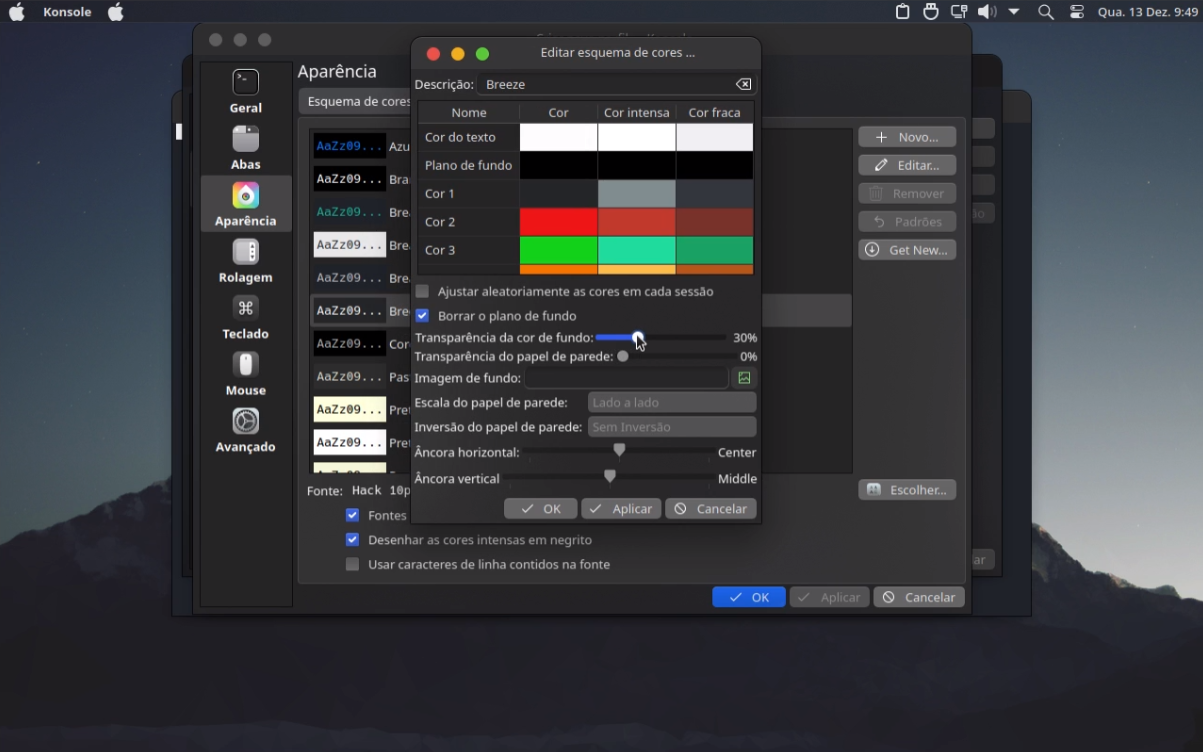 Konsole
Qua. 13 Dez. 9:49
Editar esquema de cores ...
Aparência
Descrição: Breeze
Geral
Esquema de cores
Nome Cor Cor intensa Cor fraca
Cor do texto
Novo...
AaZz09... Azu
Abas
Plano de fundo
Editar...
AaZz09... Bra
Cor 1
Remover
Aparência
AaZz09... Bre
Cor 2
Padrões
AaZz09... Bre
Cor 3
Get New...
Rolagem
AaZz09... Bre
Ajustar aleatoriamente as cores em cada sessão
AaZz09... Bre
Borrar o plano de fundo
Teclado
Transparência da cor de fundo: 30%
AaZz09... Con
Transparência do papel de parede: 0%
AaZz09... Pas
Imagem de fundo:
Mouse
AaZz09... Pre
Escala do papel de parede: Lado a lado
Inversão do papel de parede: Sem Inversão
AaZz09... Pre
Avançado
Âncora horizontal: Center
Âncora vertical Middle
Fonte: Hack 10p
Escolher...
OK Aplicar Cancelar
Fontes
Desenhar as cores intensas em negrito
Usar caracteres de linha contidos na fonte
OK Aplicar Cancelar